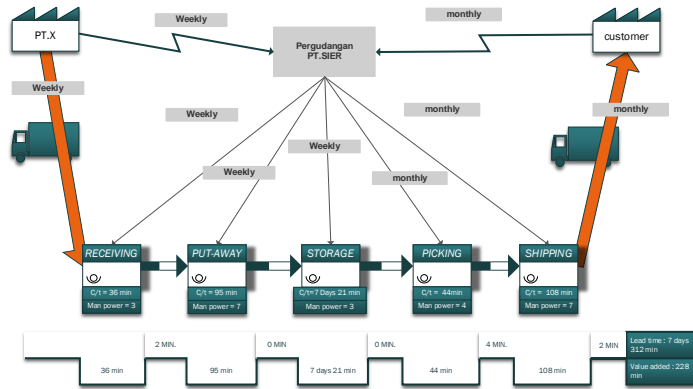 Weekly
monthly
PT.X
customer
Pergudangan
PT.SIER
Weekly
Weekly
monthly
monthly
Weekly
Weekly
monthly
RECEIVING
C/t = 36 min
Man power = 3
PUT-AWAY
C/t = 95 min
Man power = 7
STORAGE
C/t=7 Days 21 min
Man power = 3
PICKING
C/t = 44min
Man power = 4
SHIPPING
C/t = 108 min
Man power = 7
2 MIN.
0 MIN
0 MIN.
4 MIN.
2 MIN
36 min
95 min
7 days 21 min
44 min
108 min
Lead time : 7 days
312 min
Value added : 228
min